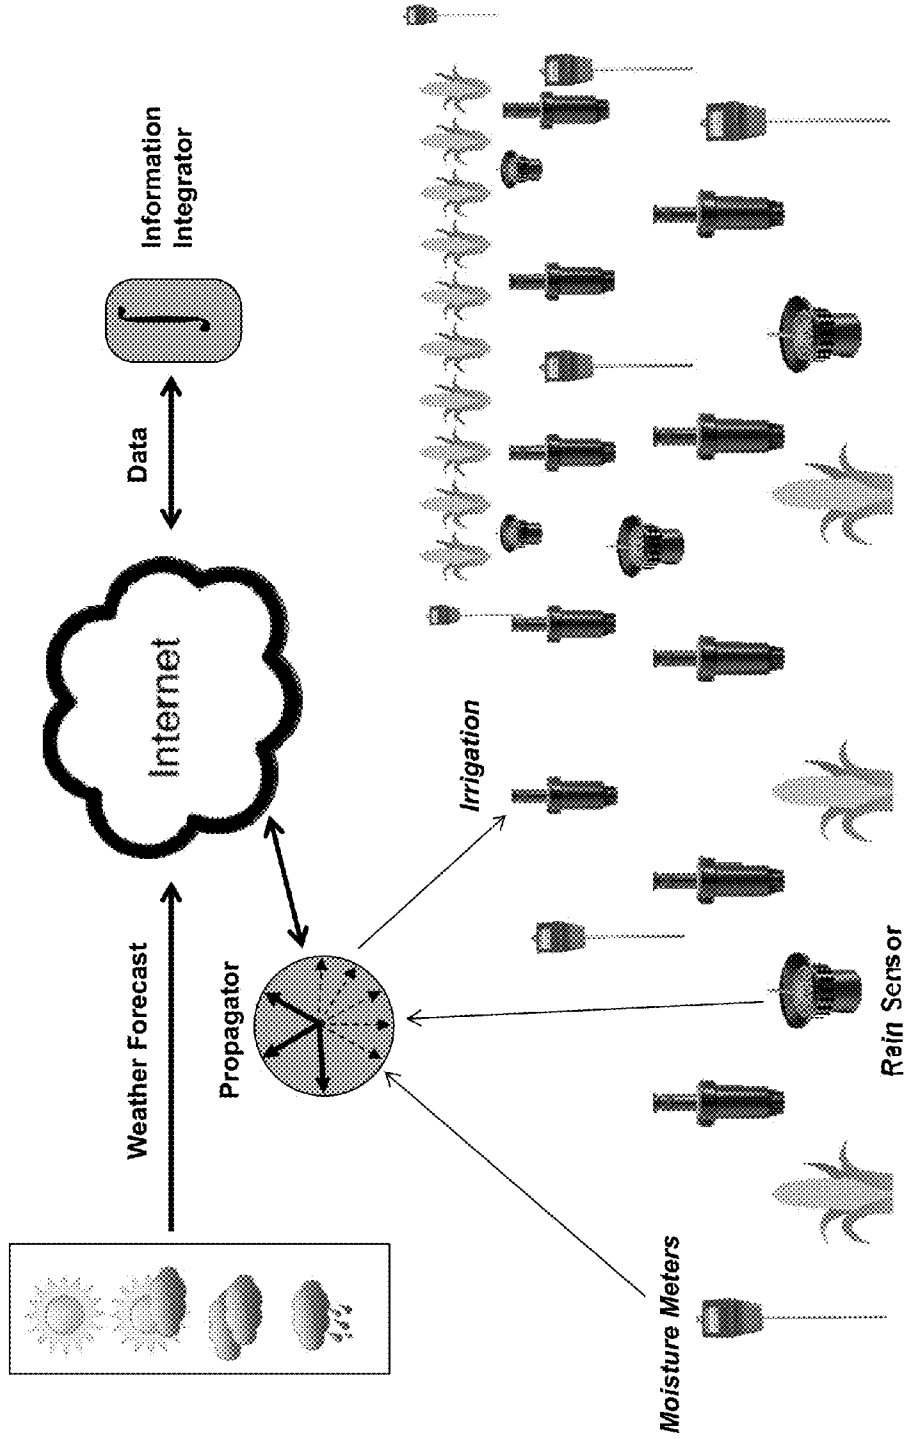 Weather Forecast
Internet
Data
Information
Integrator
Propagator
Irrigation
Moisture Meters
Rain Sensor